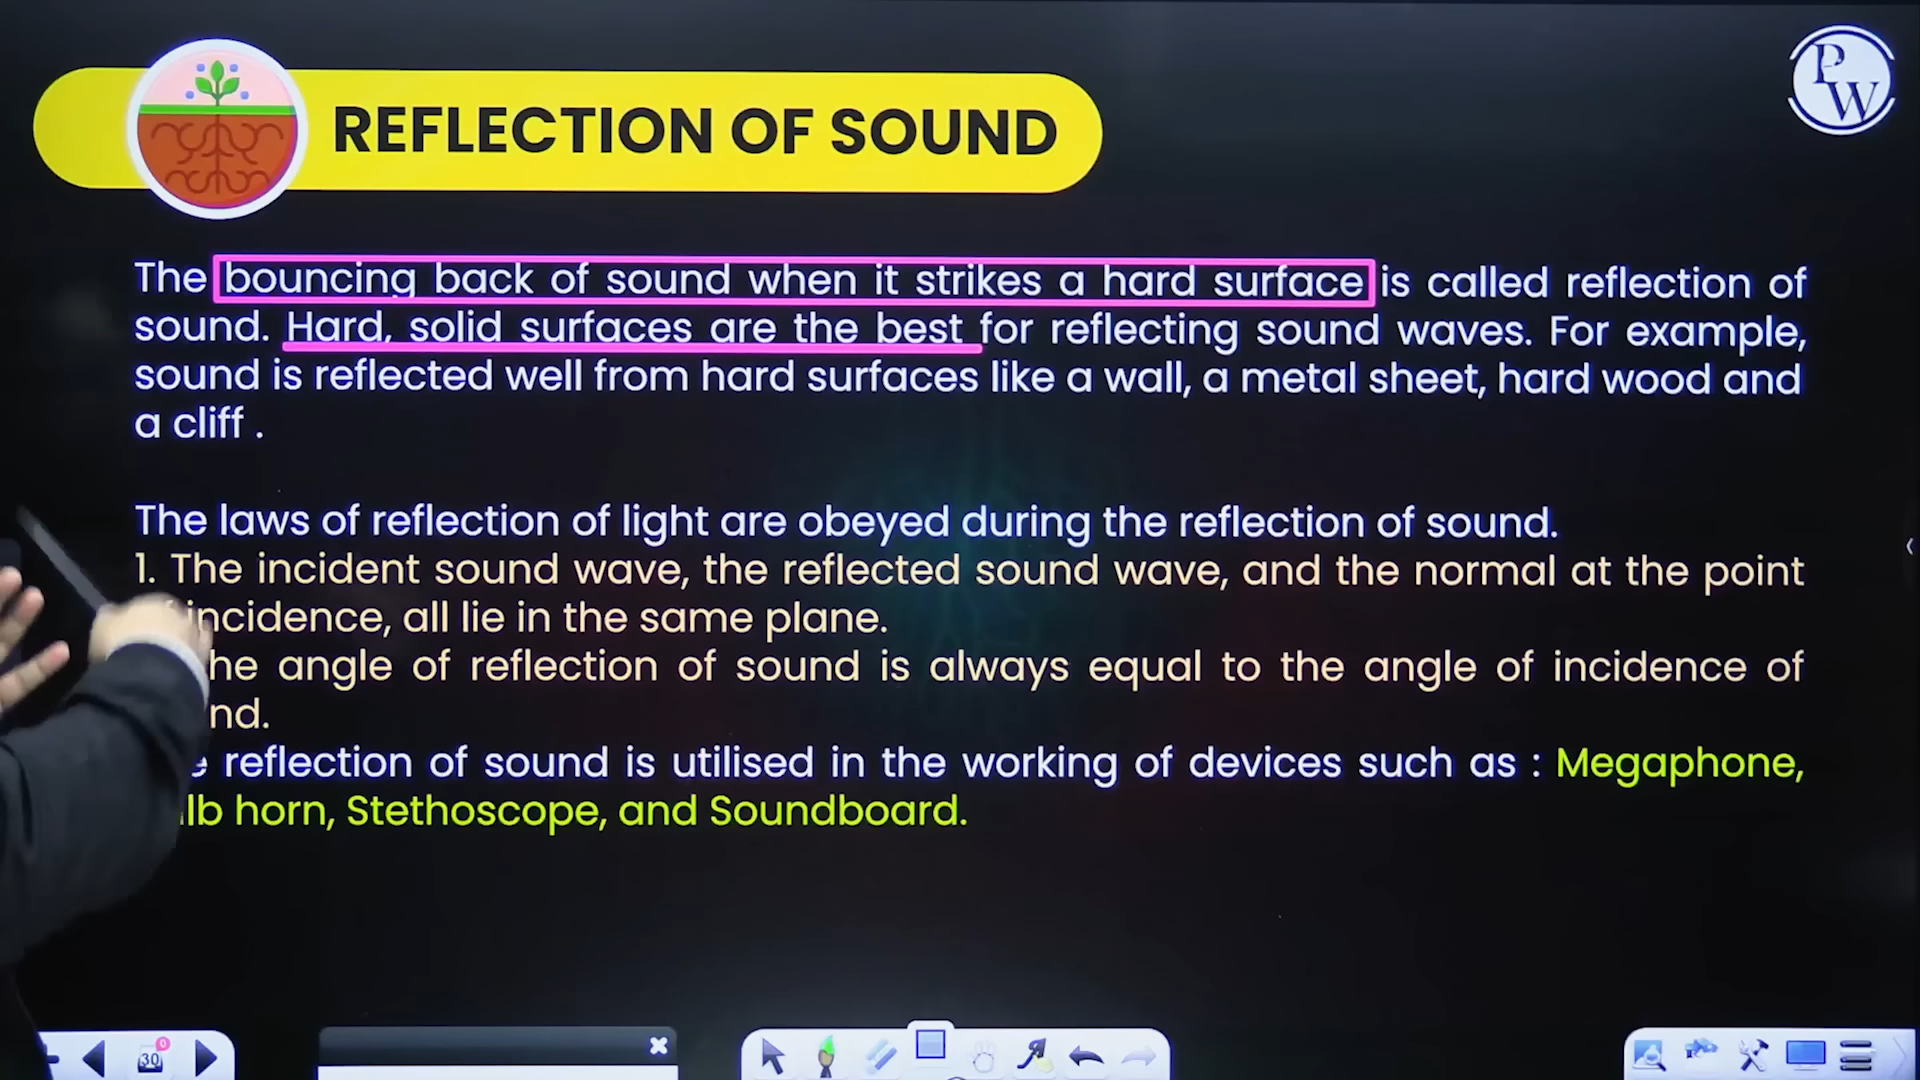 REFLECTION OF SOUND
PW
The bouncing back of sound when it strikes a hard surface is called reflection of
sound. Hard, solid surfaces are the best for reflecting sound waves. For example,
sound is reflected well from hard surfaces like a wall, a metal sheet, hard wood and
a cliff .
The laws of reflection of light are obeyed during the reflection of sound.
1. The incident sound wave, the reflected sound wave, and the normal at the point
incidence, all lie in the same plane.
angle of reflection of sound is always equal to the angle of incidence of
reflection of sound is utilised in the working of devices such as : Megaphone,
horn, Stethoscope, and Soundboard.
0
30